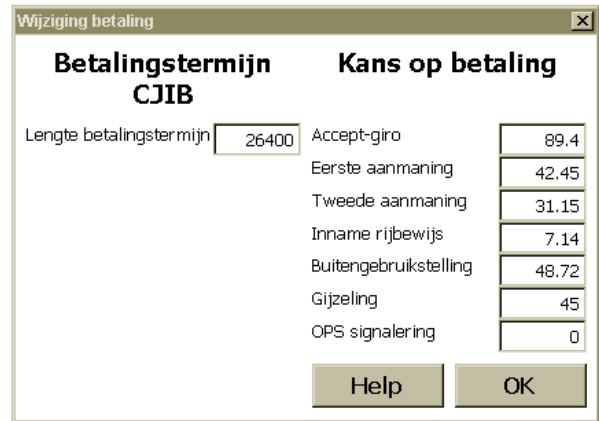 Wijziging betaling
Betalingstermijn
CJIB
Lengte betalingstermijn 26400
Kans op betaling
Accept-giro 89.4
Eerste aanmaning 42.45
Tweede aanmaning 31.15
Inname rijbewijs 7.14
Buitengebruikstelling 48.72
Gijzeling 45
OPS signalering 0
Help OK